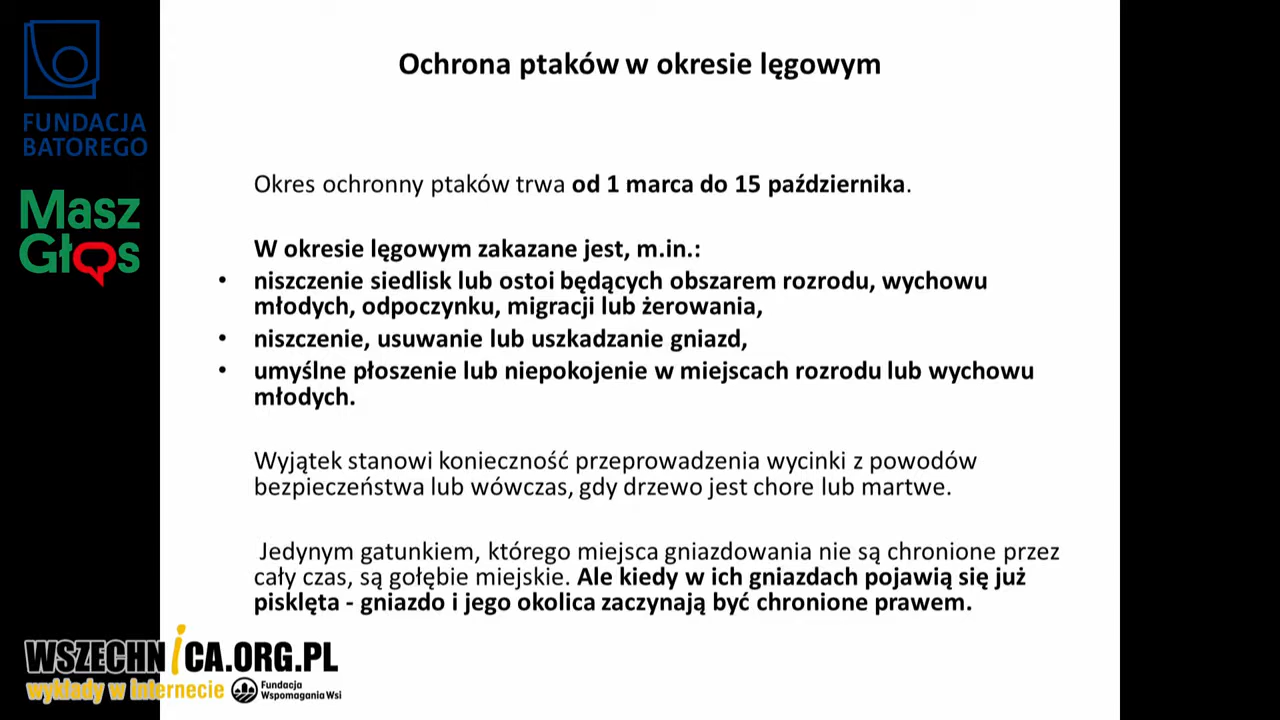 FUNDACJA
BATOREGO
Masz
Głos
Ochrona ptaków w okresie lęgowym
Okres ochronny ptaków trwa od 1 marca do 15 października.
W okresie lęgowym zakazane jest, m.in.:
• niszczenie siedlisk lub ostoi będących obszarem rozrodu, wychowu
młodych, odpoczynku, migracji lub żerowania,
• niszczenie, usuwanie lub uszkadzanie gniazd,
• umyślne płoszenie lub niepokojenie w miejscach rozrodu lub wychowu
młodych.
Wyjątek stanowi konieczność przeprowadzenia wycinki z powodów
bezpieczeństwa lub wówczas, gdy drzewo jest chore lub martwe.
Jedynym gatunkiem, którego miejsca gniazdowania nie są chronione przez
cały czas, są gołębie miejskie. Ale kiedy w ich gniazdach pojawią się już
pisklęta - gniazdo i jego okolica zaczynają być chronione prawem.
WSZECHNiCA.ORG.PL
wykłady w internecie
Fundacja
Wspomagania Wsi